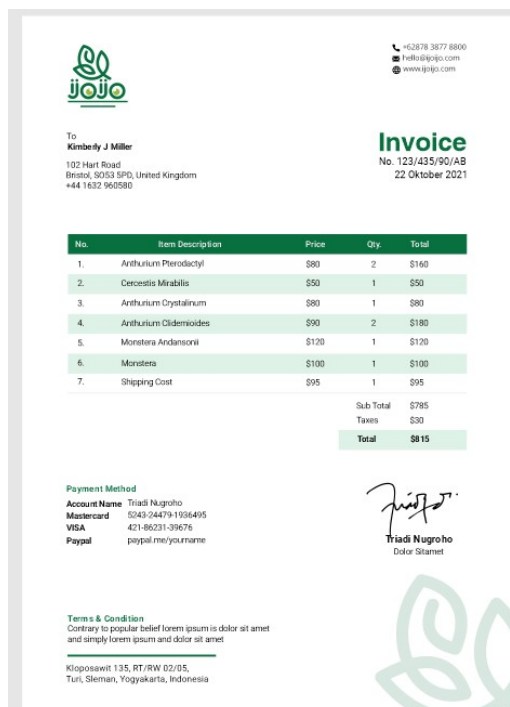 ijojjo
+62878 3877 8800
hello@ijoijo.com
www.ijoijo.com
To
Kimberly J Miller
102 Hart Road
Bristol, SO53 5PD, United Kingdom
+44 1632 960580
Invoice
No. 123/435/90/AB
22 Oktober 2021
No. Item Description Price Qty. Total
1. Anthurium Pterodactyl $80 2 $160
2. Cercestis Mirabilis $50 1 $50
3. Anthurium Crystalinum $80 1 $80
4. Anthurium Clidemioides $90 2 $180
5. Monstera Andansonii $120 1 $120
6. Monstera $100 1 $100
7. Shipping Cost $95 1 $95
Sub Total $785
Taxes $30
Total $815
Payment Method
Account Name Triadi Nugroho
Mastercard 5243-24479-1936495
VISA 421-86231-39676
Paypal paypal.me/yourname
Triadi Nugroho
Dolor Sitamet
Terms & Condition
Contrary to popular belief lorem ipsum is dolor sit amet
and simply lorem ipsum and dolor sit amet
Kloposawit 135, RT/RW 02/05,
Turi, Sleman, Yogyakarta, Indonesia